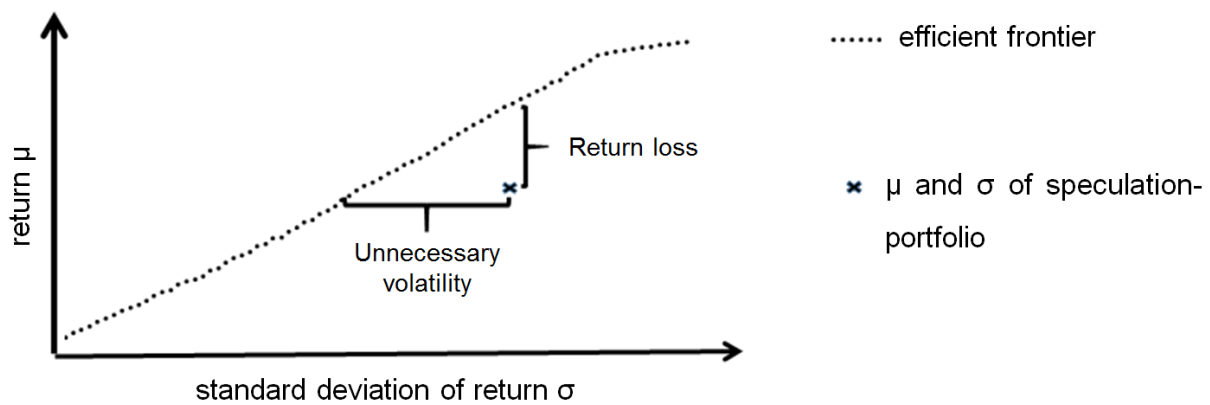 return μ
efficient frontier
Return loss
μ and σ of speculation-
portfolio
Unnecessary
volatility
standard deviation of return σ